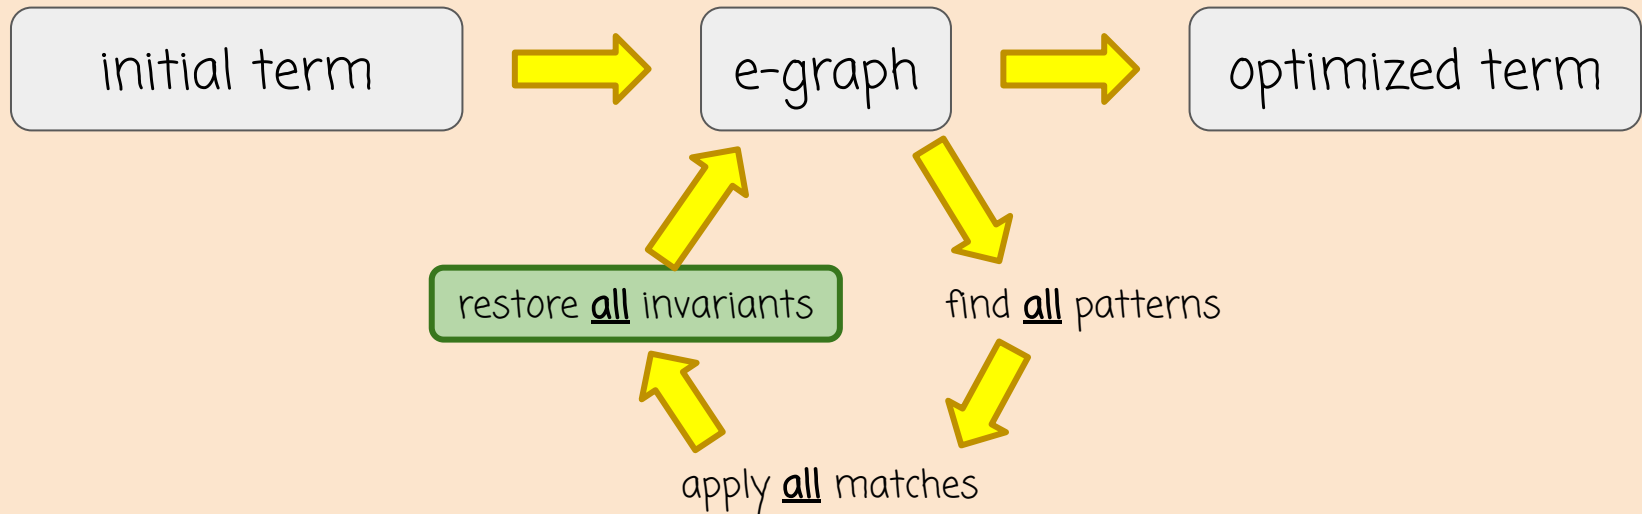 initial term
e-graph
optimized term
restore all invariants
find all patterns
apply all matches